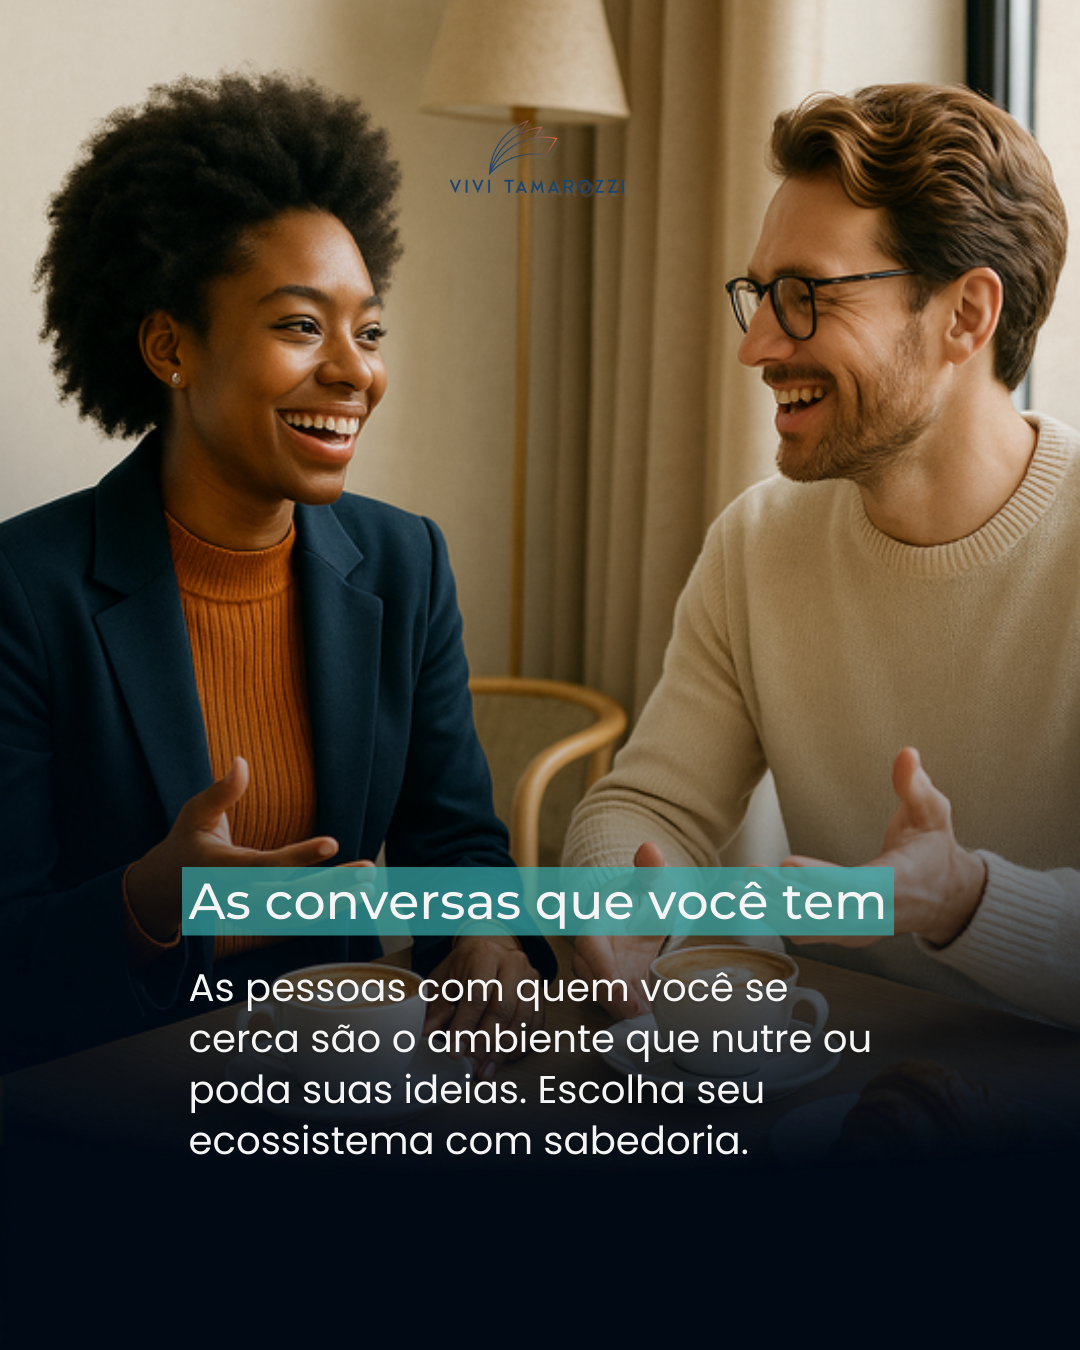 VIVI TAMAROZZI
As conversas que você tem
As pessoas com quem você se
cerca são o ambiente que nutre ou
poda suas ideias. Escolha seu
ecossistema com sabedoria.